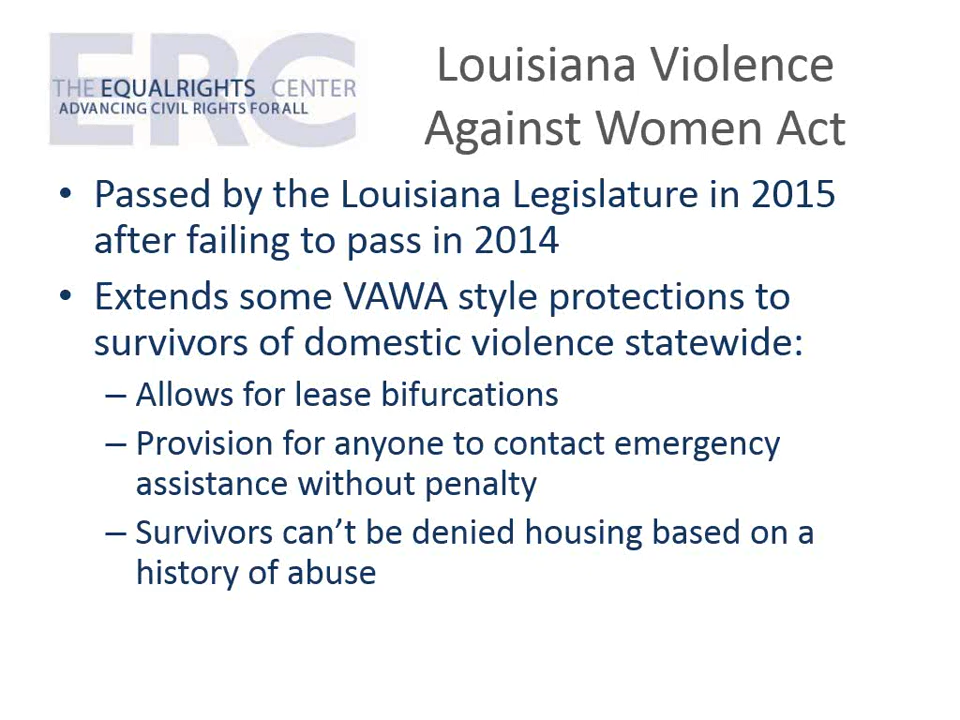 ERC
THE EQUALRIGHTS CENTER
ADVANCING CIVIL RIGHTS FOR ALL
Louisiana Violence
Against Women Act
• Passed by the Louisiana Legislature in 2015
after failing to pass in 2014
• Extends some VAWA style protections to
survivors of domestic violence statewide:
– Allows for lease bifurcations
– Provision for anyone to contact emergency
assistance without penalty
– Survivors can’t be denied housing based on a
history of abuse